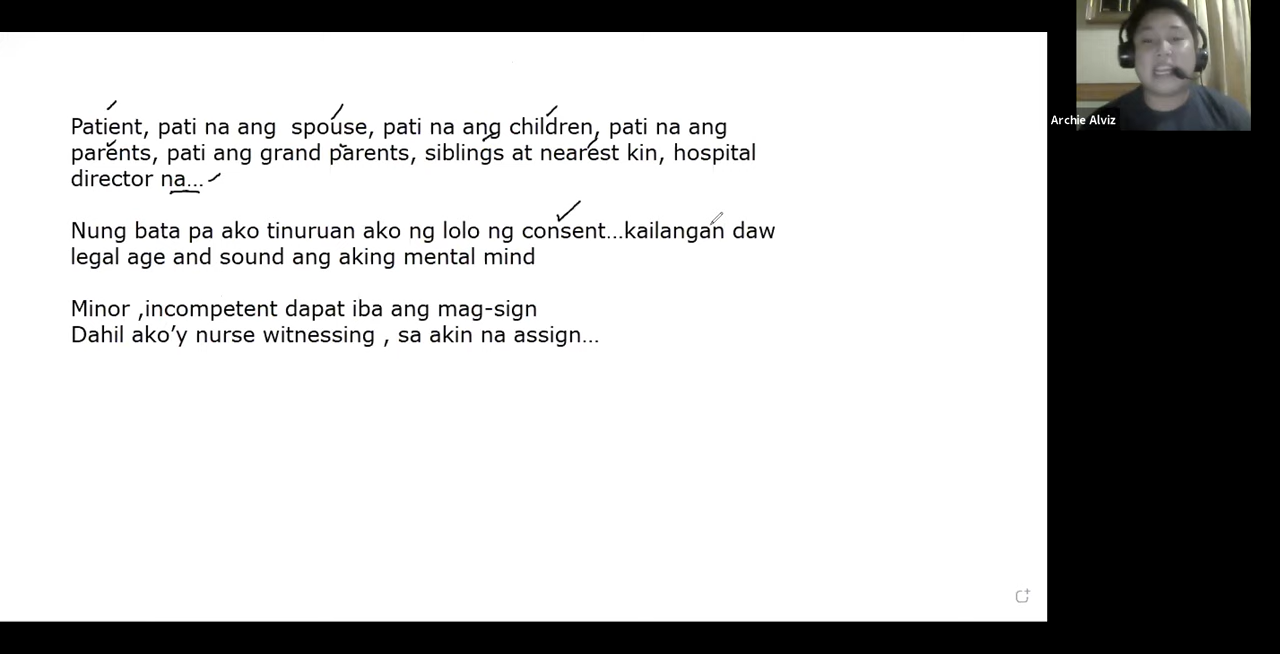 Patient, pati na ang  spouse, pati na ang children, pati na ang
parents, pati ang grand parents, siblings at nearest kin, hospital
director na...
Nung bata pa ako tinuruan ako ng lolo ng consent...kailangan daw
legal age and sound ang aking mental mind
Minor ,incompetent dapat iba ang mag-sign
Dahil ako’y nurse witnessing , sa akin na assign...
Archie Alviz